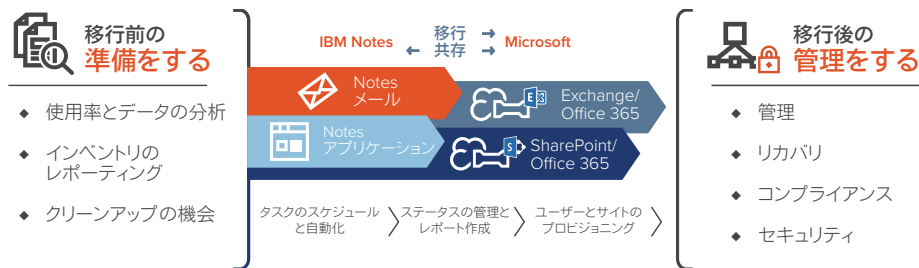 移行前の
準備をする
◆ 使用率とデータの分析
◆ インベントリの
レポーティング
◆ クリーンアップの機会
IBM Notes
移行 →
← 共存 →
Microsoft
Notes
メール
Exchange/
Office 365
Notes
アプリケーション
SharePoint/
Office 365
タスクのスケジュール
と自動化
ステータスの管理と
レポート作成
ユーザーとサイトの
プロビジョニング
移行後の
管理をする
◆ 管理
◆ リカバリ
◆ コンプライアンス
◆ セキュリティ